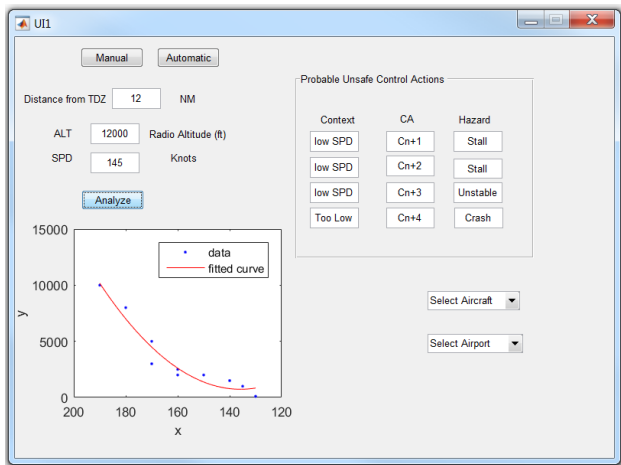 UI1
Manual Automatic
Distance from TDZ 12 NM
ALT 12000 Radio Altitude (ft)
SPD 145 Knots
Analyze
Probable Unsafe Control Actions
Context CA Hazard
low SPD Cn+1 Stall
low SPD Cn+2 Stall
low SPD Cn+3 Unstable
Too Low Cn+4 Crash
Select Aircraft
Select Airport
15000
10000
5000
0
y
data
fitted curve
200 180 160 140 120
x